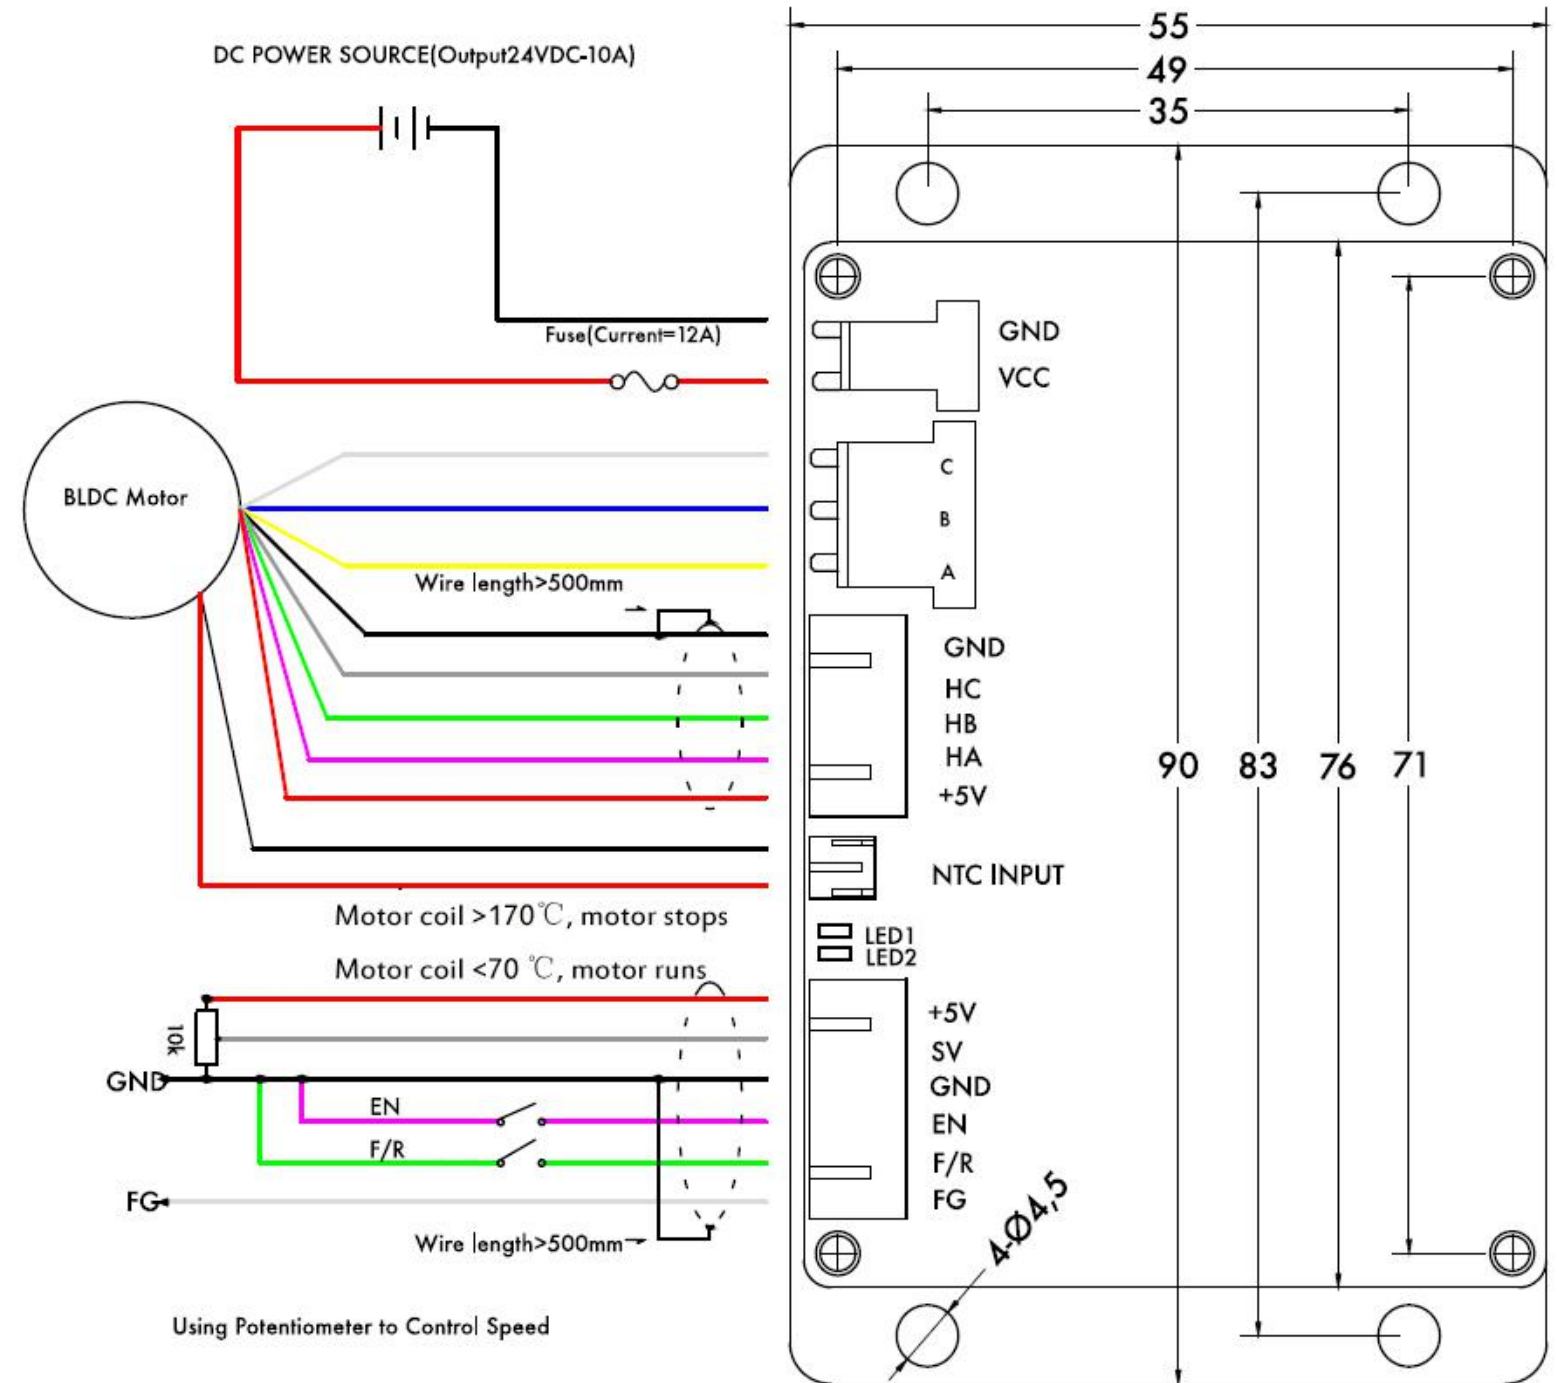 55
DC POWER SOURCE(Output24VDC-10A)
49
35
Fuse(Current=12A)
GND
VCC
BLDC Motor
C
B
A
Wire length>500mm
GND
HC
HB
HA
+5V
90 83 76 71
NTC INPUT
Motor coil >170℃, motor stops
LED1
LED2
Motor coil <70 ℃, motor runs
10k
+5V
SV
GND
GND
EN
EN
F/R
F/R
FG
FG
4-Ø4,5
Wire length>500mm
Using Potentiometer to Control Speed